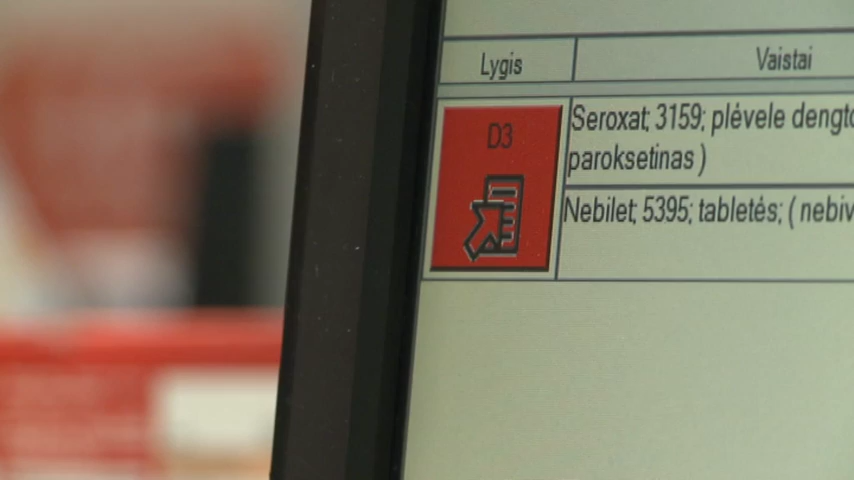 Lygis Vaistai
D3
Seroxat; 3159; plėvele dengto
paroksetinas )
Nebilet; 5395; tabletės; ( nebiv